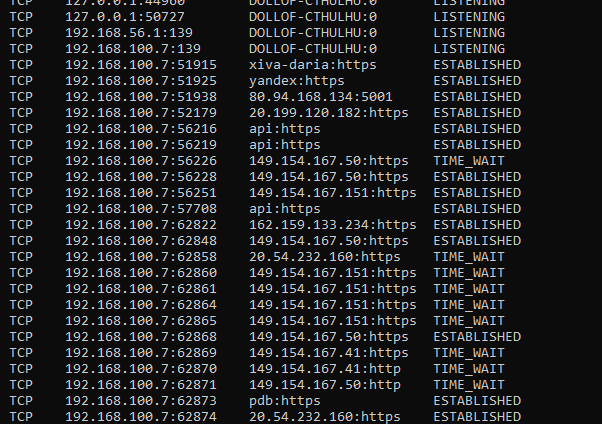 TCP 127.0.0.1:44960 DOLLOF-CTHULHU:0 LISTENING
TCP 127.0.0.1:50727 DOLLOF-CTHULHU:0 LISTENING
TCP 192.168.56.1:139 DOLLOF-CTHULHU:0 LISTENING
TCP 192.168.100.7:139 DOLLOF-CTHULHU:0 LISTENING
TCP 192.168.100.7:51915 xiva-daria:https ESTABLISHED
TCP 192.168.100.7:51925 yandex:https ESTABLISHED
TCP 192.168.100.7:51938 80.94.168.134:5001 ESTABLISHED
TCP 192.168.100.7:52179 20.199.120.182:https ESTABLISHED
TCP 192.168.100.7:56216 api:https ESTABLISHED
TCP 192.168.100.7:56219 api:https ESTABLISHED
TCP 192.168.100.7:56226 149.154.167.50:https TIME_WAIT
TCP 192.168.100.7:56228 149.154.167.50:https ESTABLISHED
TCP 192.168.100.7:56251 149.154.167.151:https ESTABLISHED
TCP 192.168.100.7:57708 api:https ESTABLISHED
TCP 192.168.100.7:62822 162.159.133.234:https ESTABLISHED
TCP 192.168.100.7:62848 149.154.167.50:https ESTABLISHED
TCP 192.168.100.7:62858 20.54.232.160:https TIME_WAIT
TCP 192.168.100.7:62860 149.154.167.151:https TIME_WAIT
TCP 192.168.100.7:62861 149.154.167.151:https TIME_WAIT
TCP 192.168.100.7:62864 149.154.167.151:https TIME_WAIT
TCP 192.168.100.7:62865 149.154.167.151:https TIME_WAIT
TCP 192.168.100.7:62868 149.154.167.50:https ESTABLISHED
TCP 192.168.100.7:62869 149.154.167.41:https TIME_WAIT
TCP 192.168.100.7:62870 149.154.167.41:http TIME_WAIT
TCP 192.168.100.7:62871 149.154.167.50:http TIME_WAIT
TCP 192.168.100.7:62873 pdb:https ESTABLISHED
TCP 192.168.100.7:62874 20.54.232.160:https ESTABLISHED